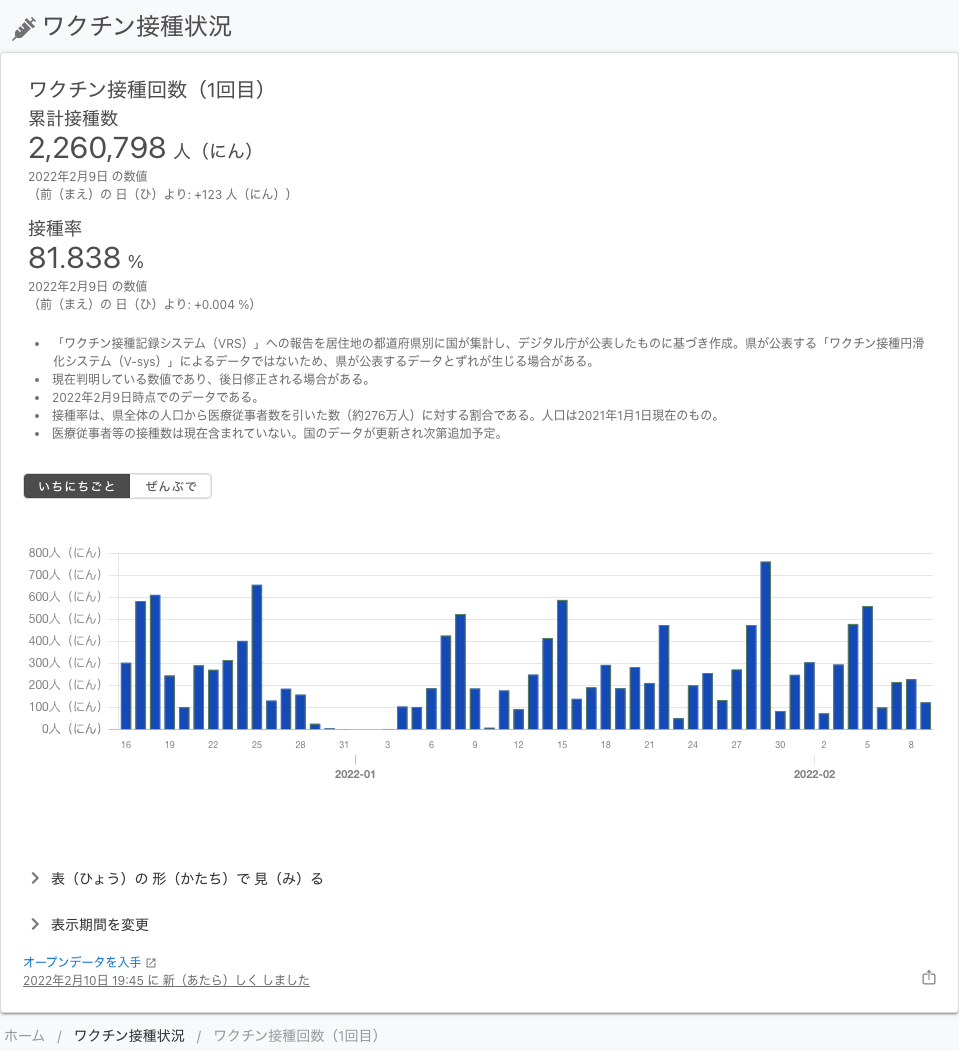 ワクチン接種状況
ワクチン接種回数（1回目）
累計接種数
2,260,798 人（にん）
2022年2月9日 の数値
（前（まえ）の 日（ひ）より: +123 人（にん））
接種率
81.838 %
2022年2月9日 の数値
（前（まえ）の 日（ひ）より: +0.004 %）
• 「ワクチン接種記録システム（VRS）」への報告を居住地の都道府県別に国が集計し、デジタル庁が公表したものに基づき作成。県が公表する「ワクチン接種円滑
化システム（V-sys）」によるデータではないため、県が公表するデータとずれが生じる場合がある。
• 現在判明している数値であり、後日修正される場合がある。
• 2022年2月9日時点でのデータである。
• 接種率は、県全体の人口から医療従事者数を引いた数（約276万人）に対する割合である。人口は2021年1月1日現在のもの。
• 医療従事者等の接種数は現在含まれていない。国のデータが更新され次第追加予定。
いちにちごと ぜんぶで
800人（にん）
700人（にん）
600人（にん）
500人（にん）
400人（にん）
300人（にん）
200人（にん）
100人（にん）
0人（にん）
16 19 22 25 28 31 3 6 9 12 15 18 21 24 27 30 2 5 8
2022-01 2022-02
表（ひょう）の 形（かたち）で 見（み）る
表示期間を変更
オープンデータを入手
2022年2月10日 19:45 に 新（あたら）しく しました
ホーム / ワクチン接種状況 / ワクチン接種回数（1回目）